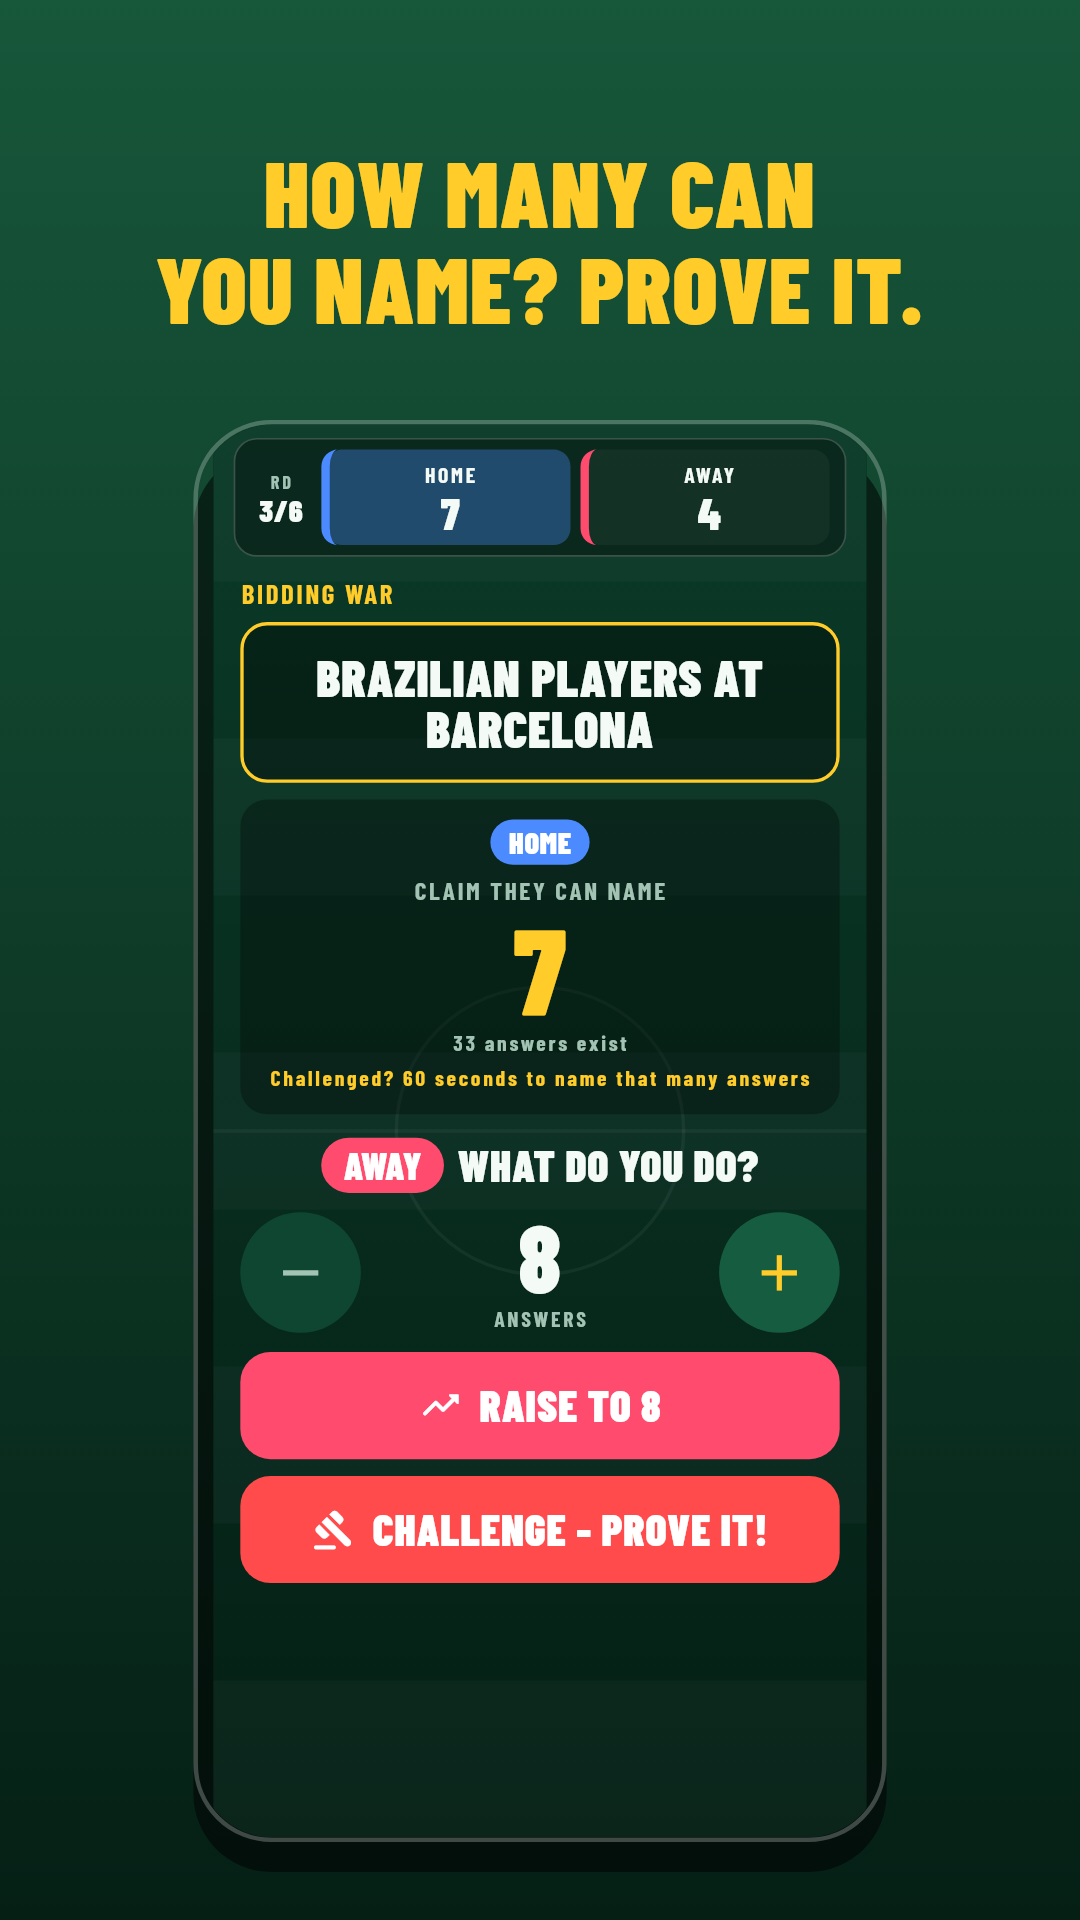 HOW MANY CAN
YOU NAME? PROVE IT.
RD
3/6
HOME
7
AWAY
4
BIDDING WAR
BRAZILIAN PLAYERS AT
BARCELONA
HOME
CLAIM THEY CAN NAME
7
33 answers exist
Challenged? 60 seconds to name that many answers
AWAY WHAT DO YOU DO?
8
ANSWERS
RAISE TO 8
CHALLENGE - PROVE IT!